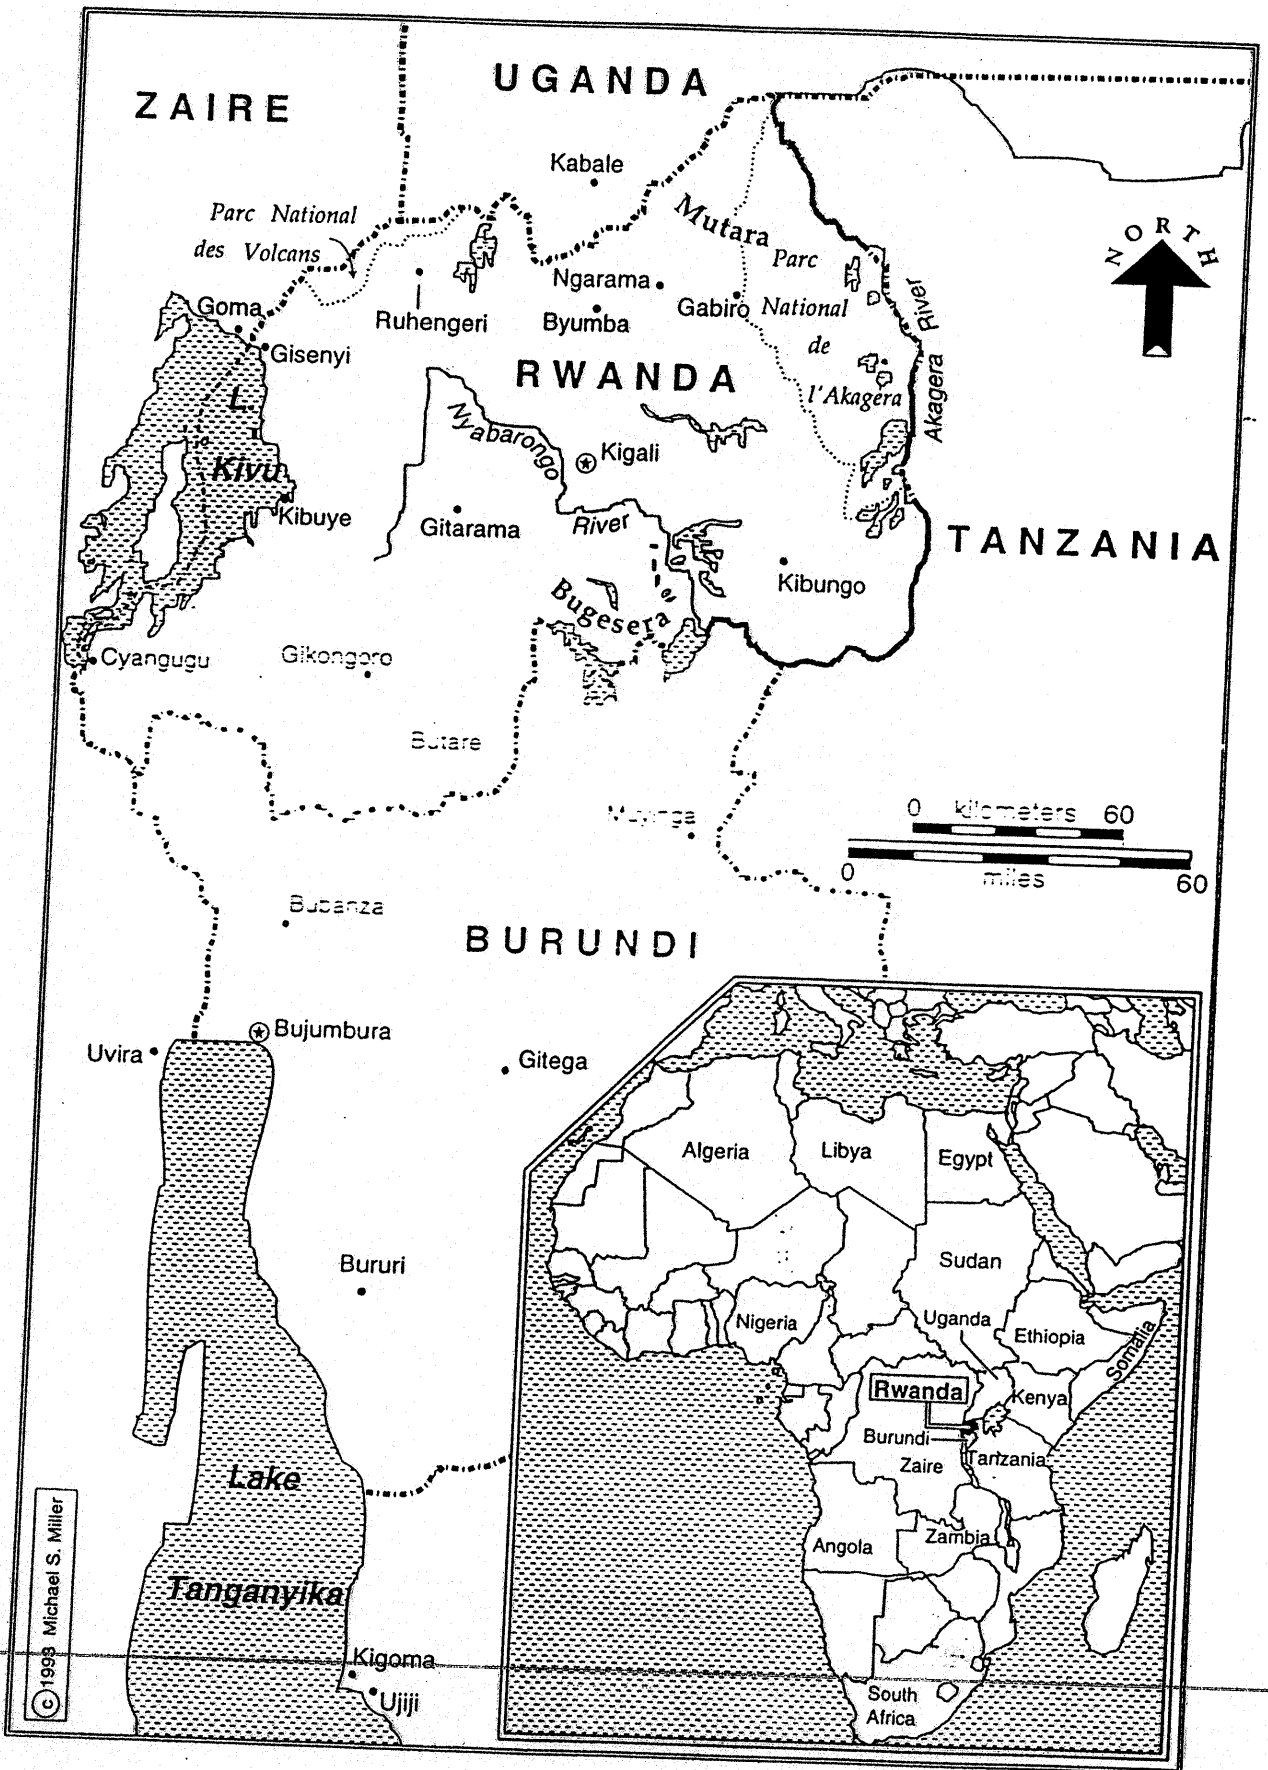 UGANDA
ZAIRE
Kabale
Parc National
des Volcans
Mutara
Parc
National
de
l'Akagera
NORTH
Ngarama
Gabiro
Goma
Ruhengeri
Byumba
Gisenyi
RWANDA
Akagera River
L.
Kivu
Nyabarongo
River
Kigali
Kibuye
Gitarama
TANZANIA
Kibungo
Bugesera
Cyangugu
Gikongoro
Butare
0 kilometers 60
0 miles 60
Muyinga
Bubanza
BURUNDI
Bujumbura
Uvira
Gitega
Bururi
Lake
Tanganyika
Kigoma
Ujiji
© 1993 Michael S. Miller
Algeria
Libya
Egypt
Sudan
Nigeria
Uganda
Ethiopia
Somalia
Rwanda
Kenya
Burundi
Zaire
Tanzania
Angola
Zambia
South
Africa